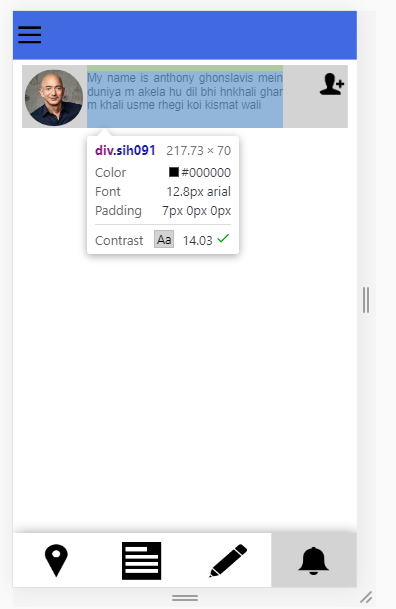 My name is anthony ghonslavis mein
duniya m akela hu dil bhi hnkhali ghar
m khali usme rhegi koi kismat wali
div.sih091 217.73 × 70
Color #000000
Font 12.8px arial
Padding 7px 0px 0px
Contrast Aa 14.03